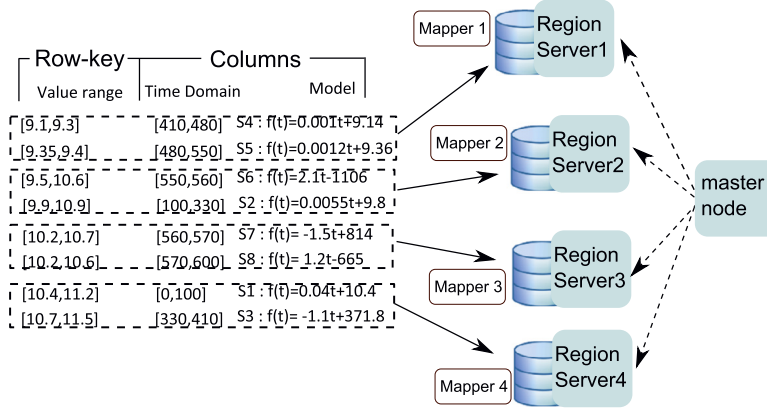 Row-key Columns
Value range Time Domain Model
[9.1,9.3] [410,480] S4 : f(t)=0.001t+9.14
[9.35,9.4] [480,550] S5 : f(t)=0.0012t+9.36
[9.5,10.6] [550,560] S6 : f(t)=2.1t-1106
[9.9,10.9] [100,330] S2 : f(t)=0.0055t+9.8
[10.2,10.7] [560,570] S7 : f(t)= -1.5t+814
[10.2,10.6] [570,600] S8 : f(t)= 1.2t-665
[10.4,11.2] [0,100] S1 : f(t)=0.04t+10.4
[10.7,11.5] [330,410] S3 : f(t)= -1.1t+371.8
Mapper 1
Region
Server1
Mapper 2
Region
Server2
Mapper 3
Region
Server3
Mapper 4
Region
Server4
master
node